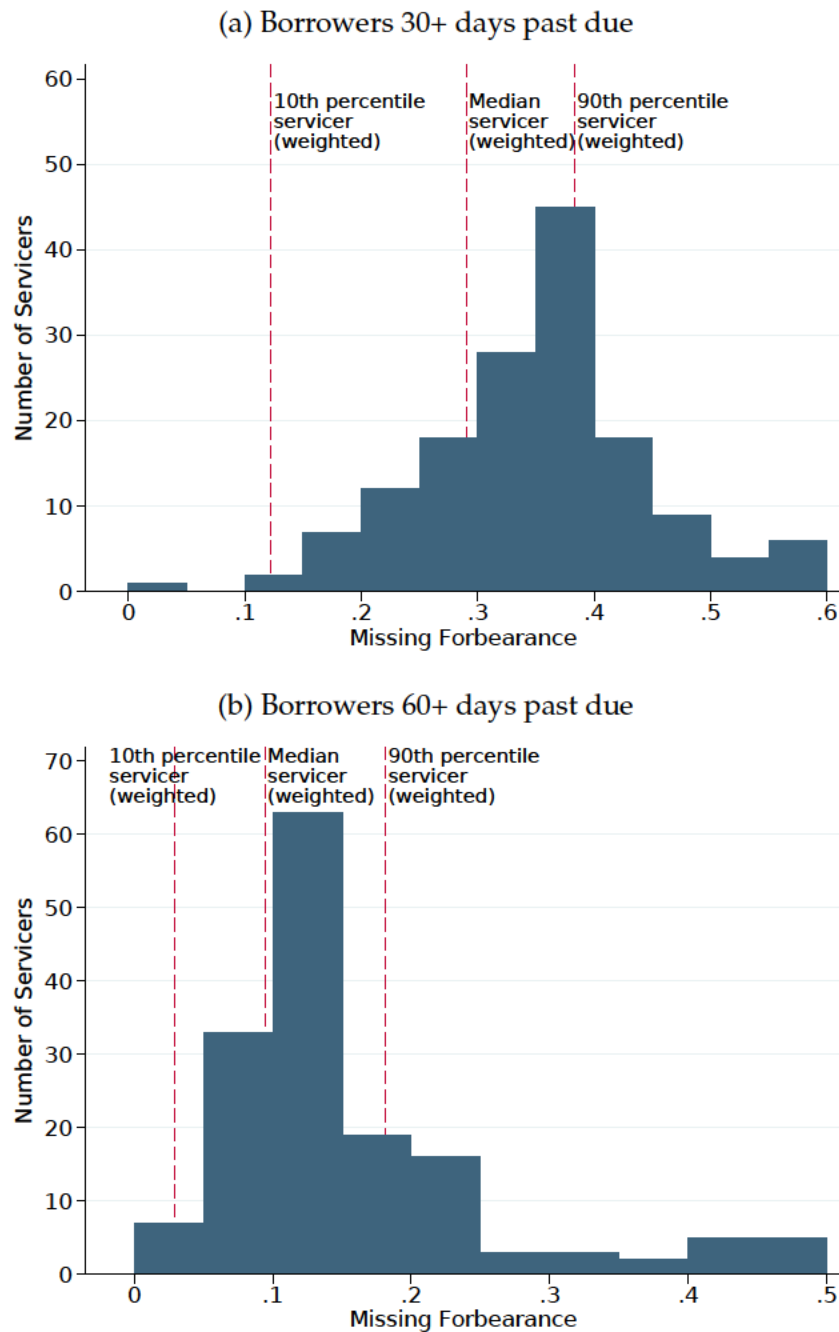 (a) Borrowers 30+ days past due
60
10th percentile
servicer
(weighted)
Median
servicer
(weighted)
90th percentile
servicer
(weighted)
50
40
30
20
10
0
Number of Servicers
0 .1 .2 .3 .4 .5 .6
Missing Forbearance
(b) Borrowers 60+ days past due
70
10th percentile
servicer
(weighted)
Median
servicer
(weighted)
90th percentile
servicer
(weighted)
60
50
40
30
20
10
0
Number of Servicers
0 .1 .2 .3 .4 .5
Missing Forbearance